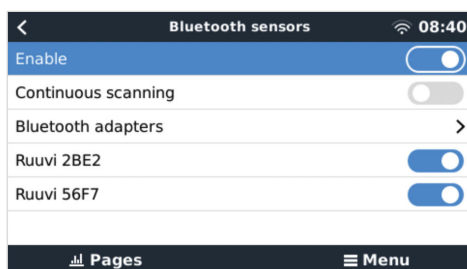 Bluetooth sensors 08:40
Enable
Continuous scanning
Bluetooth adapters
Ruuvi 2BE2
Ruuvi 56F7
Pages Menu